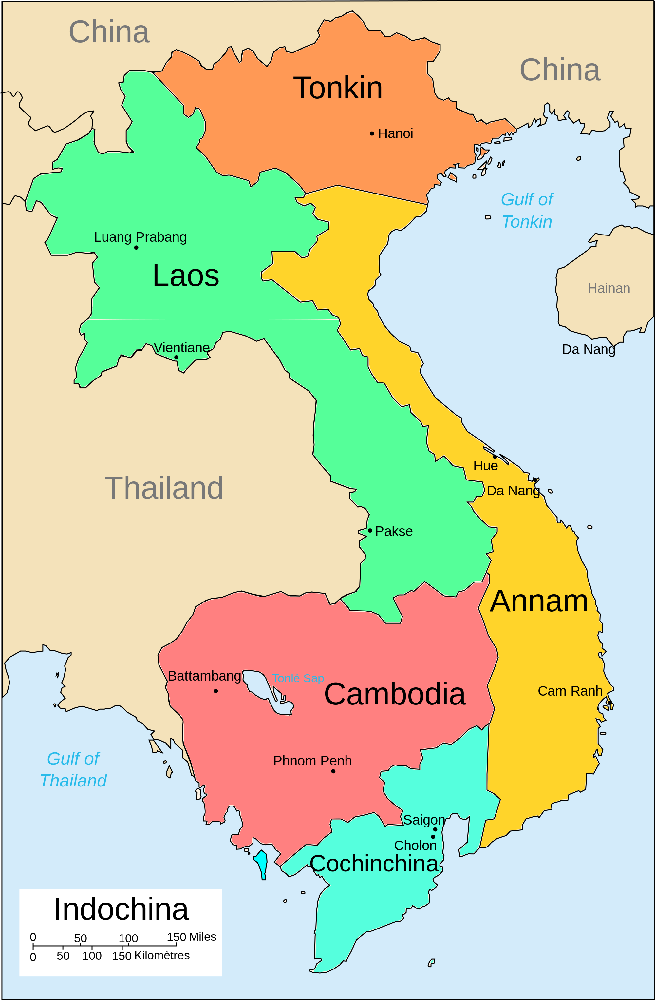 China
China
Tonkin
Hanoi
Gulf of
Tonkin
Luang Prabang
Laos
Hainan
Vientiane
Da Nang
Hue
Thailand
Da Nang
Pakse
Annam
Battambang
Tonlé Sap
Cambodia
Cam Ranh
Gulf of
Thailand
Phnom Penh
Saigon
Cholon
Cochinchina
Indochina
0 50 100 150 Miles
0 50 100 150 Kilomètres